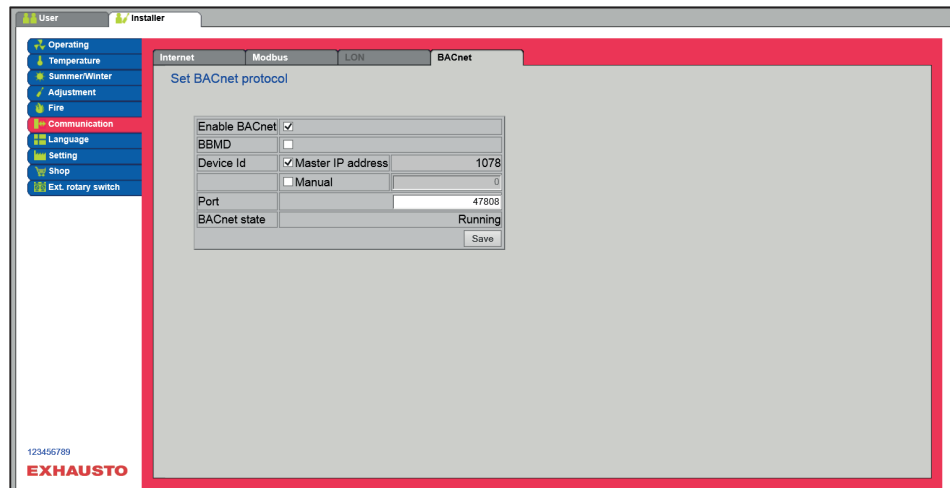 User
Installer
Operating
Temperature
Summer/Winter
Adjustment
Fire
Communication
Language
Setting
Shop
Ext. rotary switch
Internet
Modbus
LON
BACnet
Set BACnet protocol
Enable BACnet
BBMD
Device Id Master IP address 1078
Manual 0
Port 47808
BACnet state Running
Save
123456789
EXHAUSTO